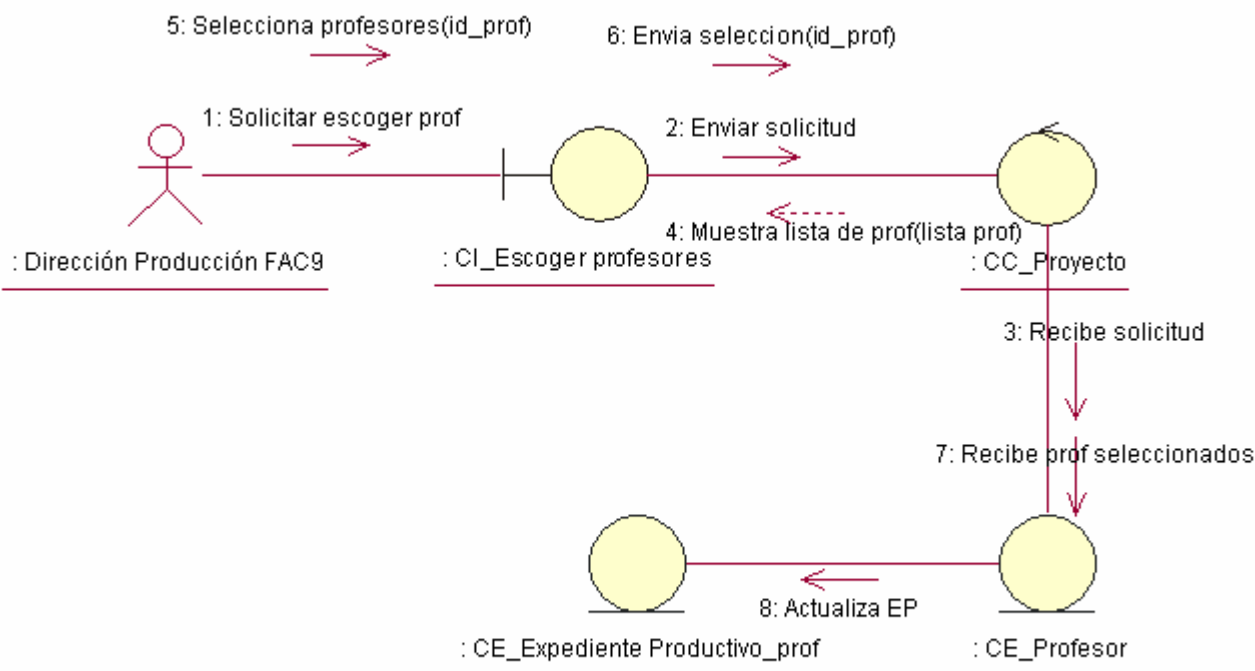 5: Selecciona profesores(id_prof)
6: Envia seleccion(id_prof)
1: Solicitar escoger prof
2: Enviar solicitud
4: Muestra lista de prof(lista prof)
: Dirección Producción FAC9
: CI_Escoger profesores
: CC_Proyecto
3: Recibe solicitud
7: Recibe prof seleccionados
8: Actualiza EP
: CE_Expediente Productivo_prof
: CE_Profesor